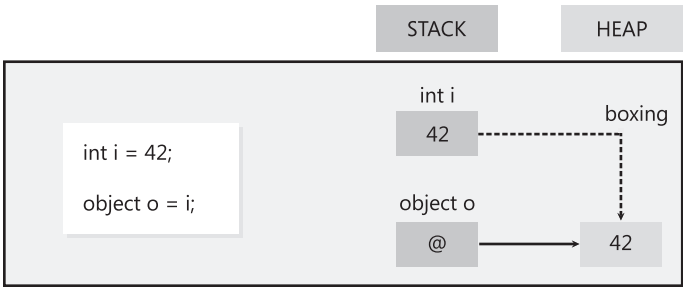 STACK
HEAP
int i
boxing
42
int i = 42;
object o = i;
object o
@
42